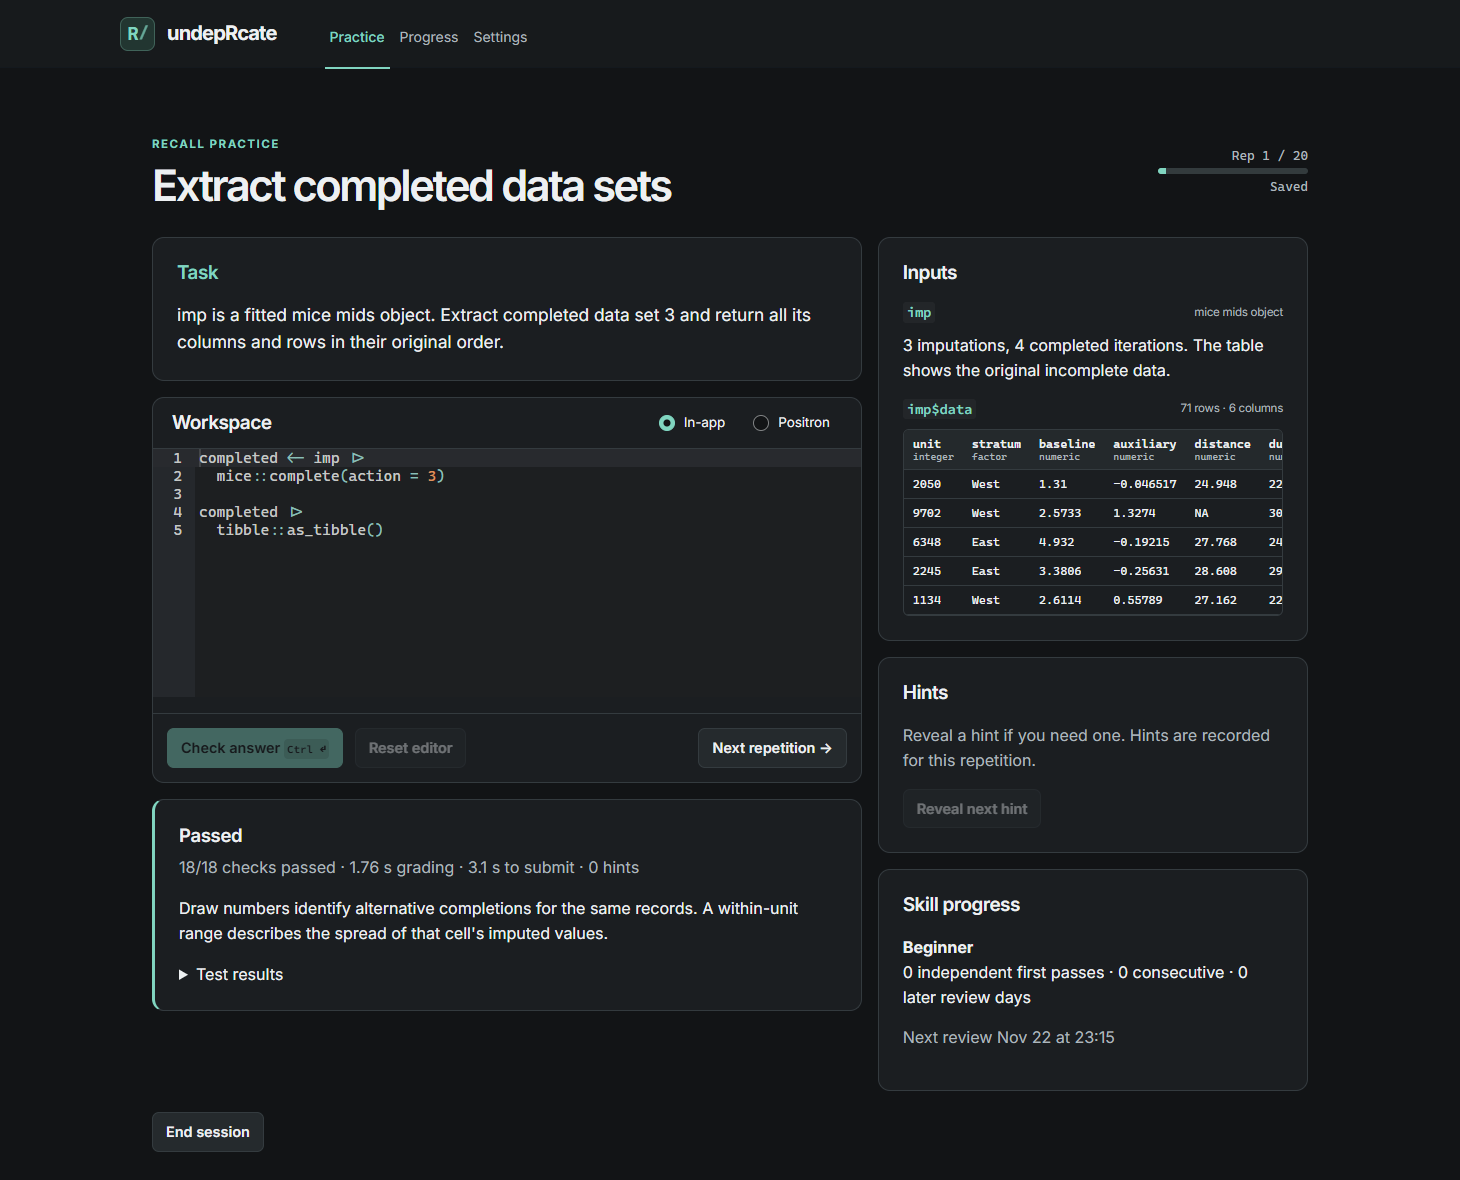 R/ undepRcate
Practice Progress Settings
RECALL PRACTICE
Extract completed data sets
Rep 1 / 20
Saved
Task
imp is a fitted mice mids object. Extract completed data set 3 and return all its
columns and rows in their original order.
Workspace
In-app
Positron
1 completed <- imp |>
2 mice::complete(action = 3)
3
4 completed |>
5 tibble::as_tibble()
Check answer Ctrl ⏎
Reset editor
Next repetition →
Passed
18/18 checks passed · 1.76 s grading · 3.1 s to submit · 0 hints
Draw numbers identify alternative completions for the same records. A within-unit
range describes the spread of that cell's imputed values.
▶ Test results
Inputs
imp mice mids object
3 imputations, 4 completed iterations. The table
shows the original incomplete data.
imp$data 71 rows · 6 columns
unit stratum baseline auxiliary distance du
integer factor numeric numeric numeric nu
2050 West 1.31 -0.046517 24.948 22
9702 West 2.5733 1.3274 NA 30
6348 East 4.932 -0.19215 27.768 24
2245 East 3.3806 -0.25631 28.608 29
1134 West 2.6114 0.55789 27.162 22
Hints
Reveal a hint if you need one. Hints are recorded
for this repetition.
Reveal next hint
Skill progress
Beginner
0 independent first passes · 0 consecutive · 0
later review days
Next review Nov 22 at 23:15
End session